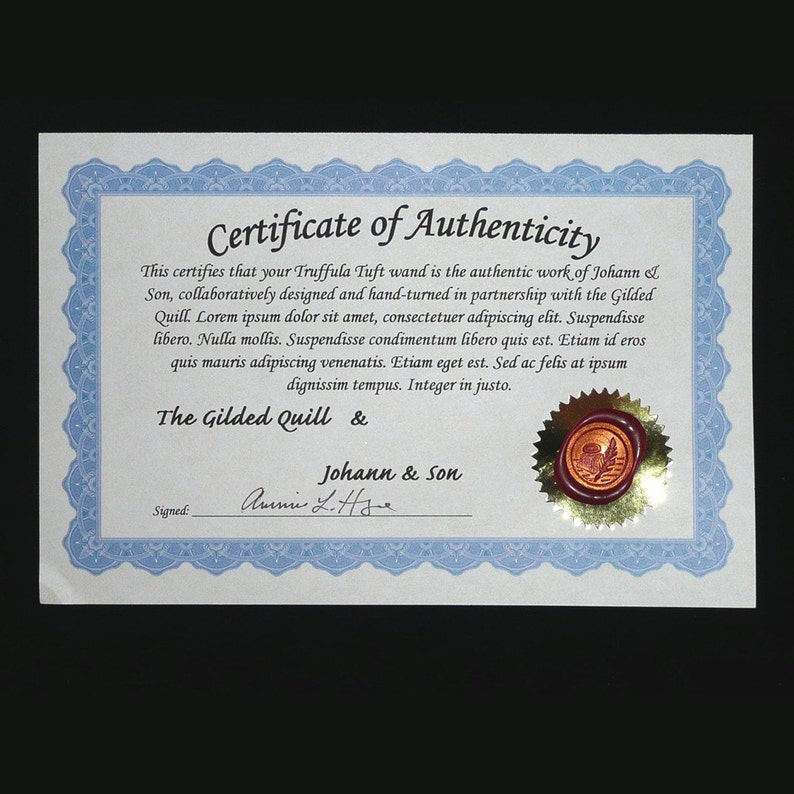 Certificate of Authenticity
This certifies that your Truffula Tuft wand is the authentic work of Johann &
Son, collaboratively designed and hand-turned in partnership with the Gilded
Quill. Lorem ipsum dolor sit amet, consectetuer adipiscing elit. Suspendisse
libero. Nulla mollis. Suspendisse condimentum libero quis est. Etiam id eros
quis mauris adipiscing venenatis. Etiam eget est. Sed ac felis at ipsum
dignissim tempus. Integer in justo.
The Gilded Quill &
Johann & Son
Signed: